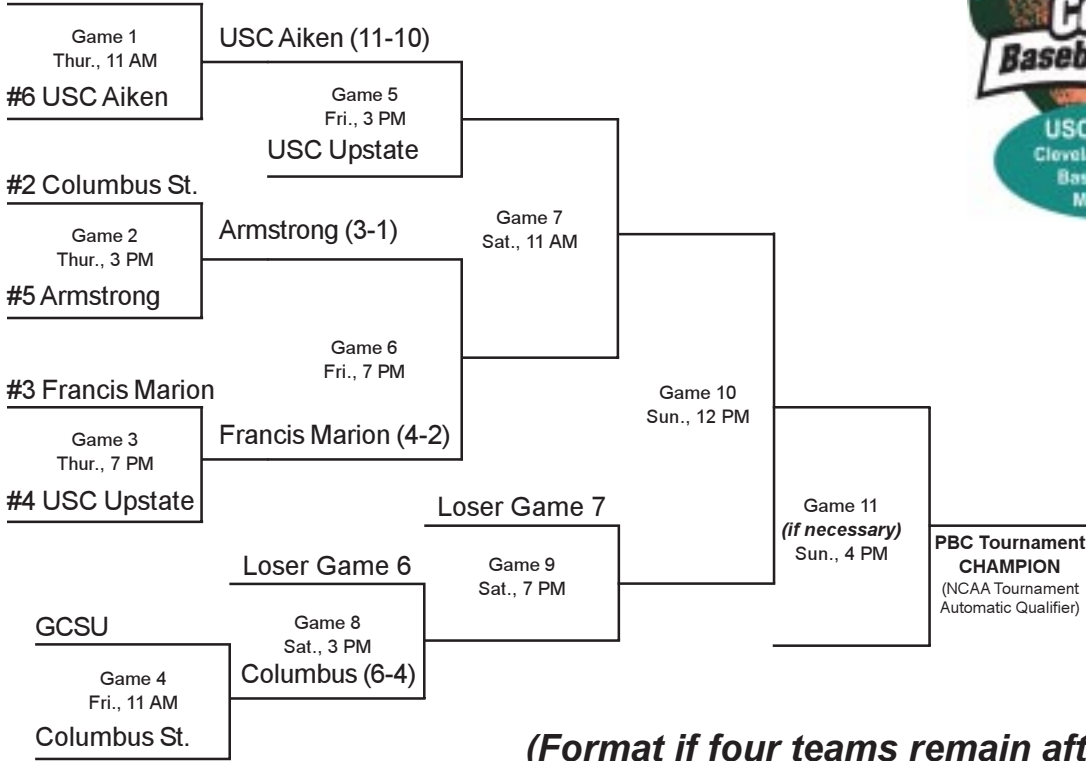 Game 1
Thur., 11 AM
#6 USC Aiken
USC Aiken (11-10)
Game 5
Fri., 3 PM
USC Upstate
#2 Columbus St.
Game 2
Thur., 3 PM
#5 Armstrong
Armstrong (3-1)
Game 6
Fri., 7 PM
#3 Francis Marion
Game 3
Thur., 7 PM
#4 USC Upstate
Francis Marion (4-2)
Game 7
Sat., 11 AM
Game 10
Sun., 12 PM
Loser Game 7
Game 9
Sat., 7 PM
Loser Game 6
Game 8
Sat., 3 PM
Columbus (6-4)
GCSU
Game 4
Fri., 11 AM
Columbus St.
Game 11
(if necessary)
Sun., 4 PM
PBC Tournament
CHAMPION
(NCAA Tournament
Automatic Qualifier)
USC
(Format if four teams remain